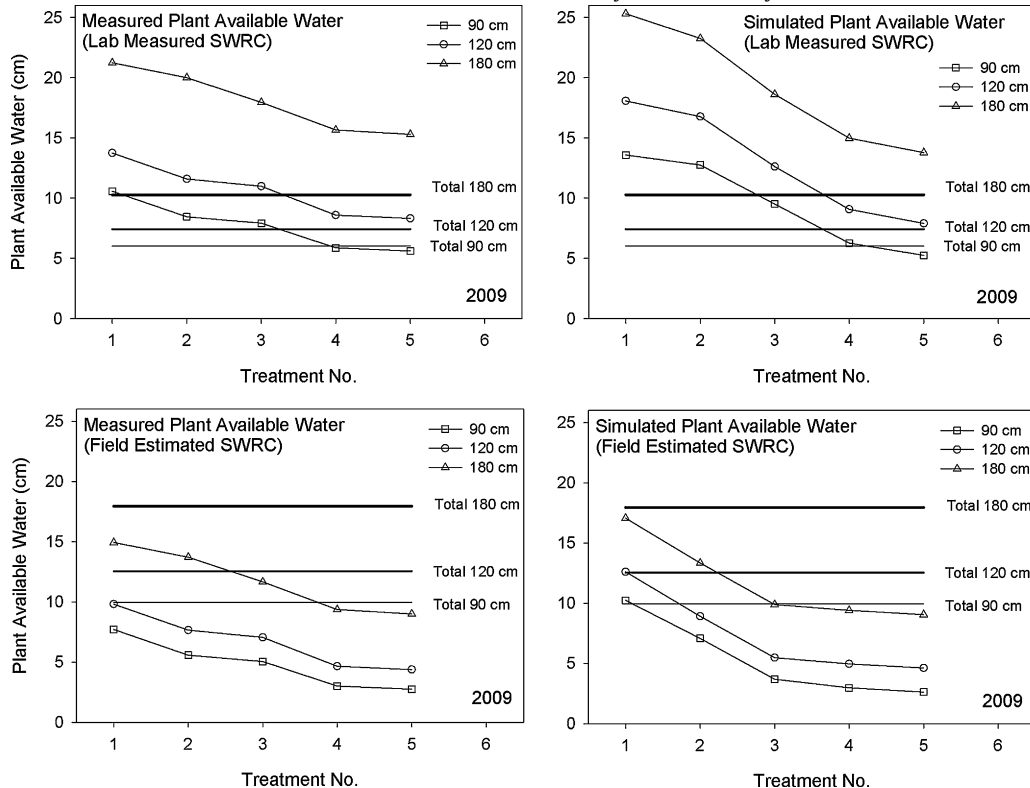 Measured Plant Available Water
(Lab Measured SWRC)
90 cm
120 cm
180 cm
25
20
15
10
5
0
Plant Available Water (cm)
Total 180 cm
Total 120 cm
Total 90 cm
2009
1 2 3 4 5 6
Treatment No.
Simulated Plant Available Water
(Lab Measured SWRC)
90 cm
120 cm
180 cm
25
20
15
10
5
0
Total 180 cm
Total 120 cm
Total 90 cm
2009
1 2 3 4 5 6
Treatment No.
Measured Plant Available Water
(Field Estimated SWRC)
90 cm
120 cm
180 cm
25
20
15
10
5
0
Plant Available Water (cm)
Total 180 cm
Total 120 cm
Total 90 cm
2009
1 2 3 4 5 6
Treatment No.
Simulated Plant Available Water
(Field Estimated SWRC)
90 cm
120 cm
180 cm
25
20
15
10
5
0
Total 180 cm
Total 120 cm
Total 90 cm
2009
1 2 3 4 5 6
Treatment No.